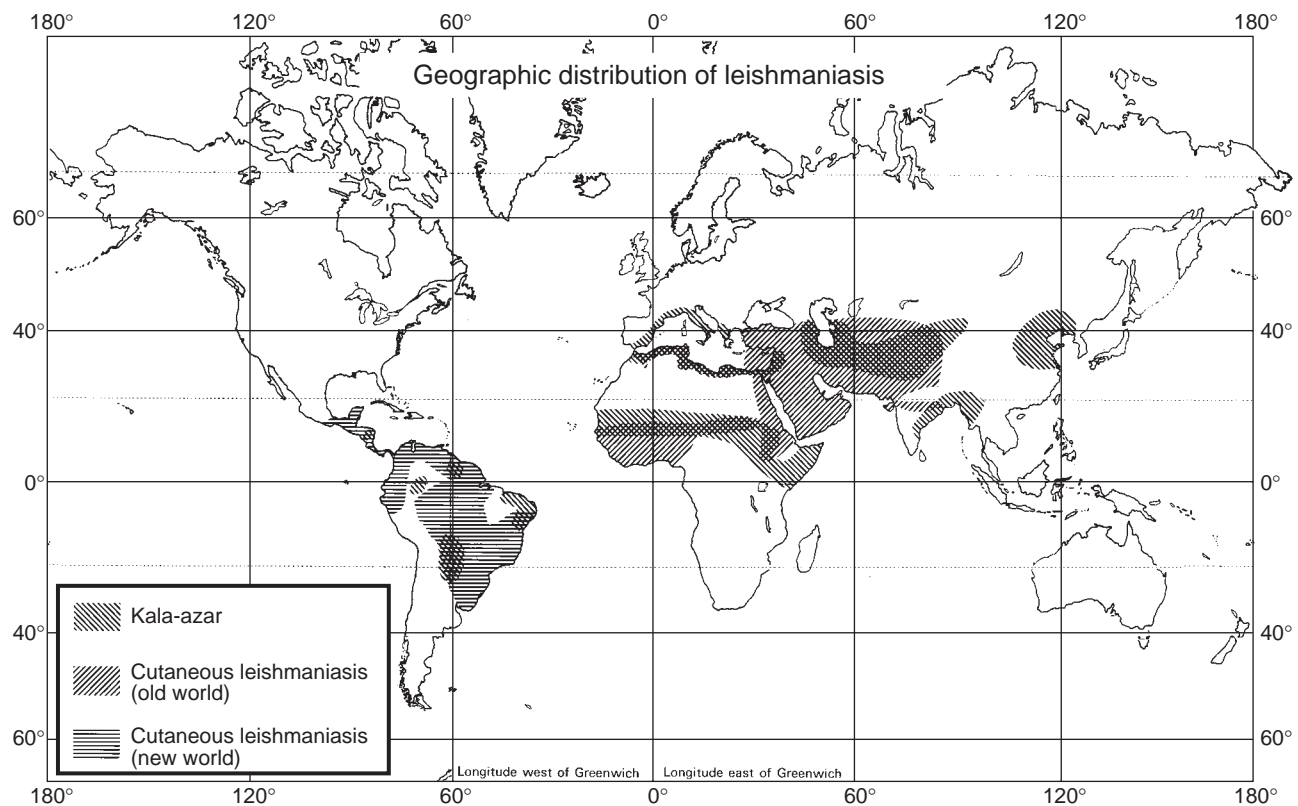 180° 120° 60° 0° 60° 120° 180°
Geographic distribution of leishmaniasis
60° 60°
40° 40°
0° 0°
Kala-azar
40° 40°
Cutaneous leishmaniasis
(old world)
Cutaneous leishmaniasis
(new world)
60° 60°
Longitude west of Greenwich Longitude east of Greenwich
180° 120° 60° 0° 60° 120° 180°